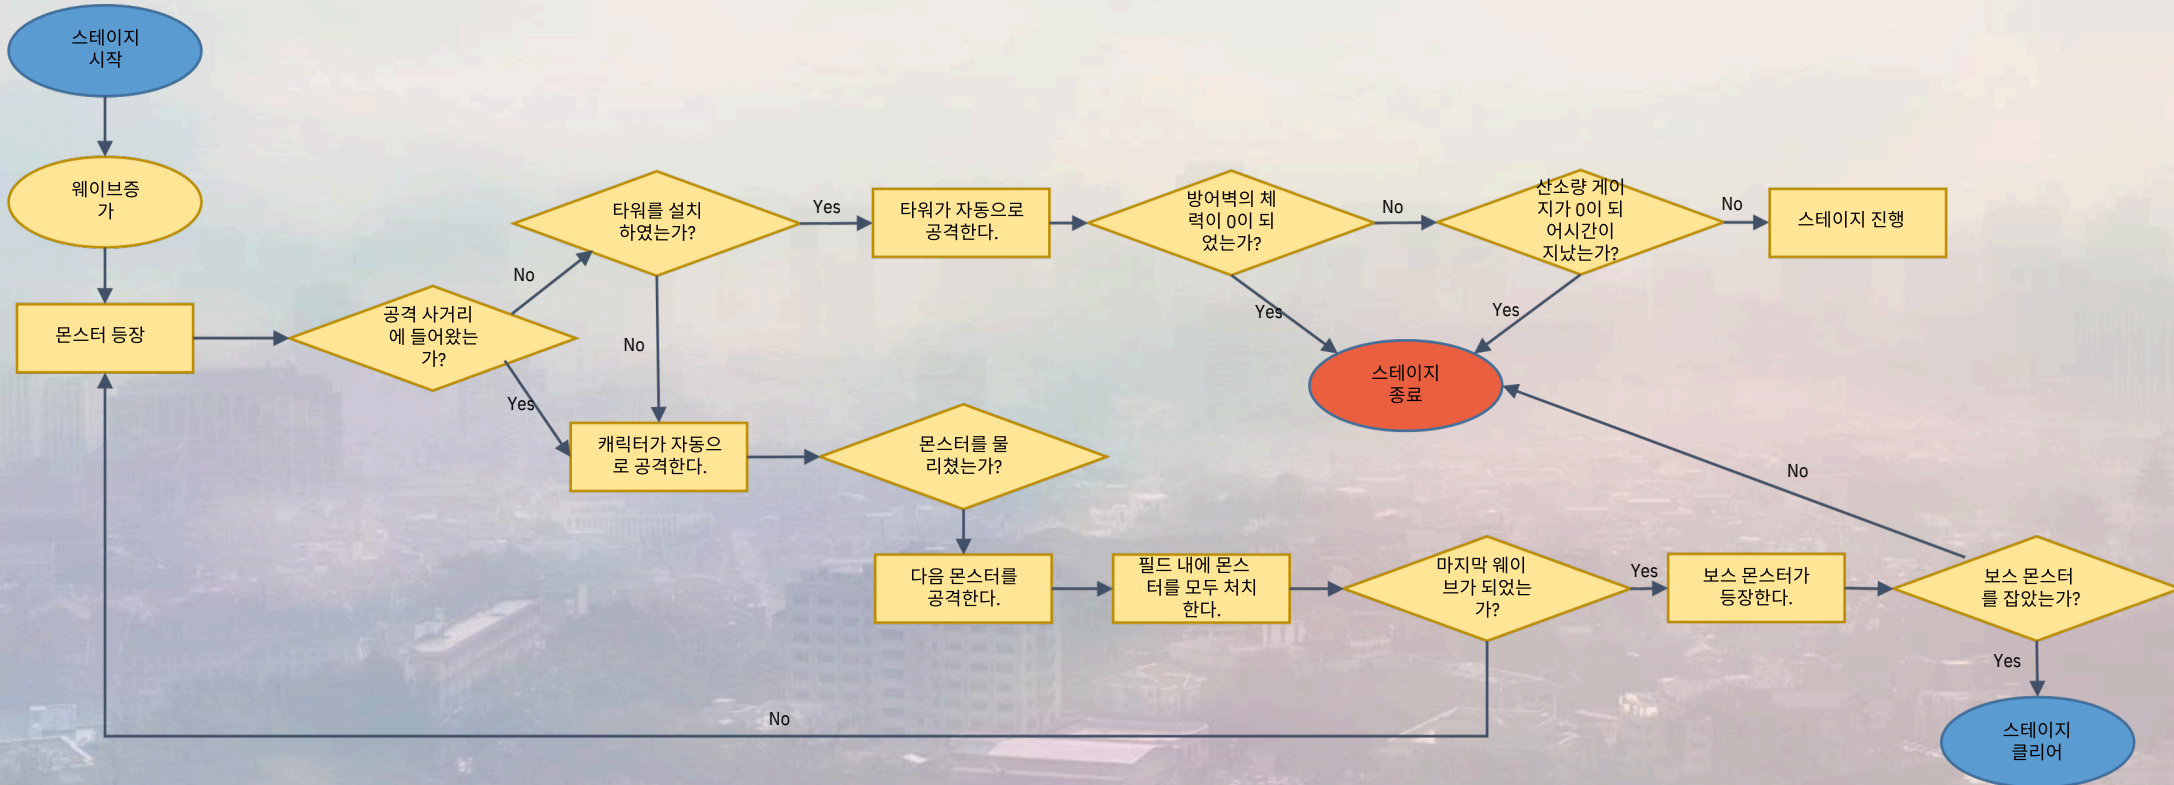 스테이지
시작
웨이브증
가
몬스터 등장
공격 사거리
에 들어왔는
가?
No
Yes
타워를 설치
하였는가?
Yes
No
타워가 자동으로
공격한다.
방어벽의 체
력이 0이 되
었는가?
No
Yes
산소량 게이
지가 0이 되
어시간이
지났는가?
No
Yes
스테이지 진행
스테이지
종료
캐릭터가 자동으
로 공격한다.
몬스터를 물
리쳤는가?
다음 몬스터를
공격한다.
필드 내에 몬스
터를 모두 처치
한다.
마지막 웨이
브가 되었는
가?
Yes
No
보스 몬스터가
등장한다.
보스 몬스터
를 잡았는가?
No
Yes
스테이지
클리어